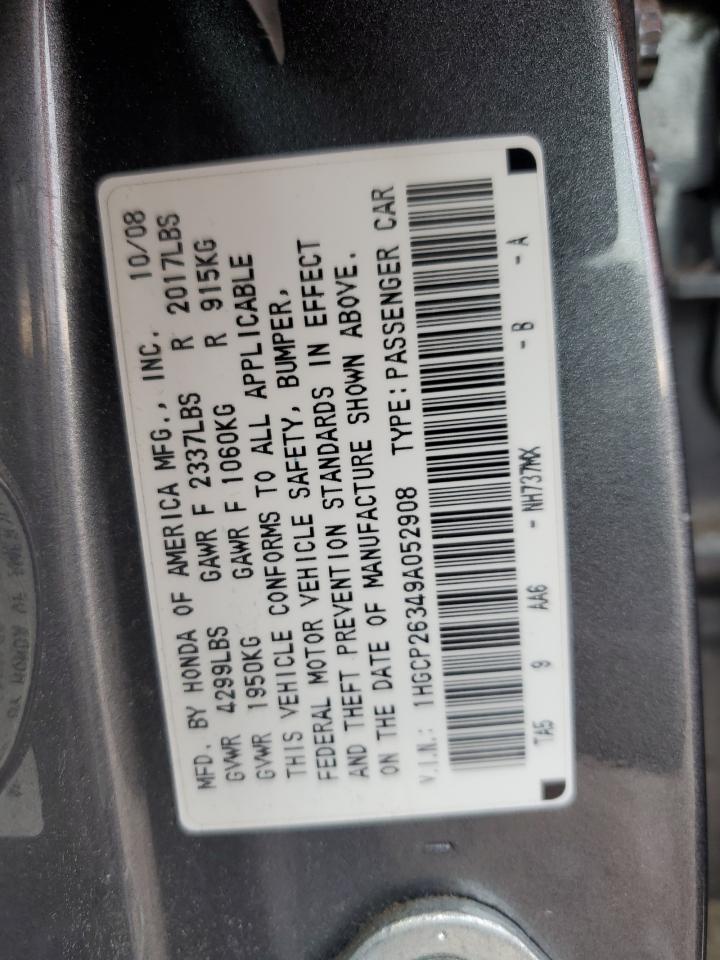 MFD. BY HONDA OF AMERICA MFG., INC. 10/08
GVWR 4299LBS GAWR F 2337LBS R 2017LBS
GVWR 1950KG GAWR F 1060KG R 915KG
THIS VEHICLE CONFORMS TO ALL APPLICABLE
FEDERAL MOTOR VEHICLE SAFETY, BUMPER,
AND THEFT PREVENTION STANDARDS IN EFFECT
ON THE DATE OF MANUFACTURE SHOWN ABOVE.
V.I.N.: 1HGCP26349A052908 TYPE: PASSENGER CAR
TA5 9 AA6 - NH737MX - B - A